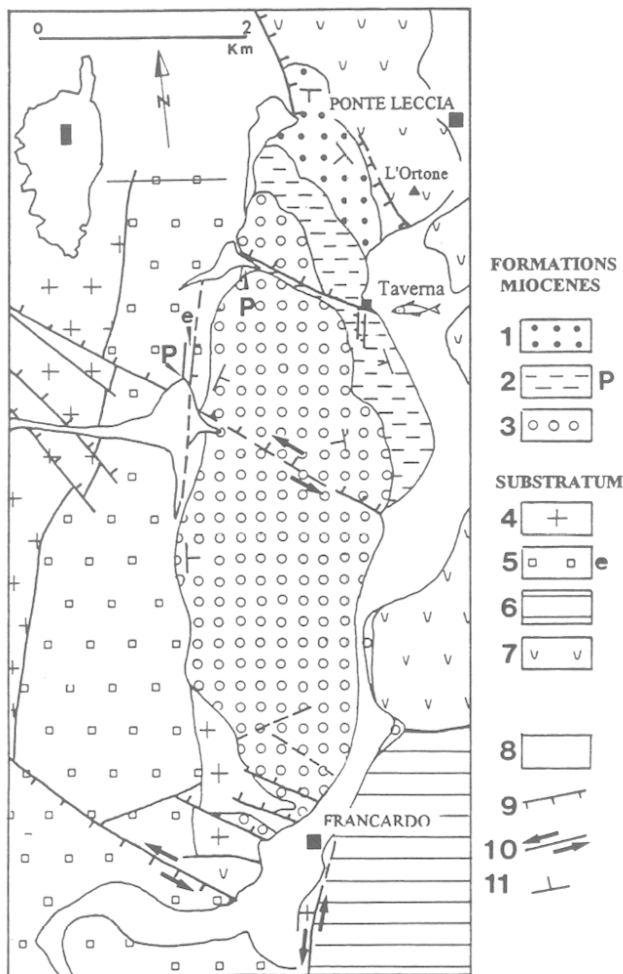 0 2
Km
N
PONTE LECCIA
L'Ortone
Taverna
P
e
P
FRANCARDO
FORMATIONS
MIOCENES
1
2 P
3
SUBSTRATUM
4
5 e
6
7
8
9
10
11